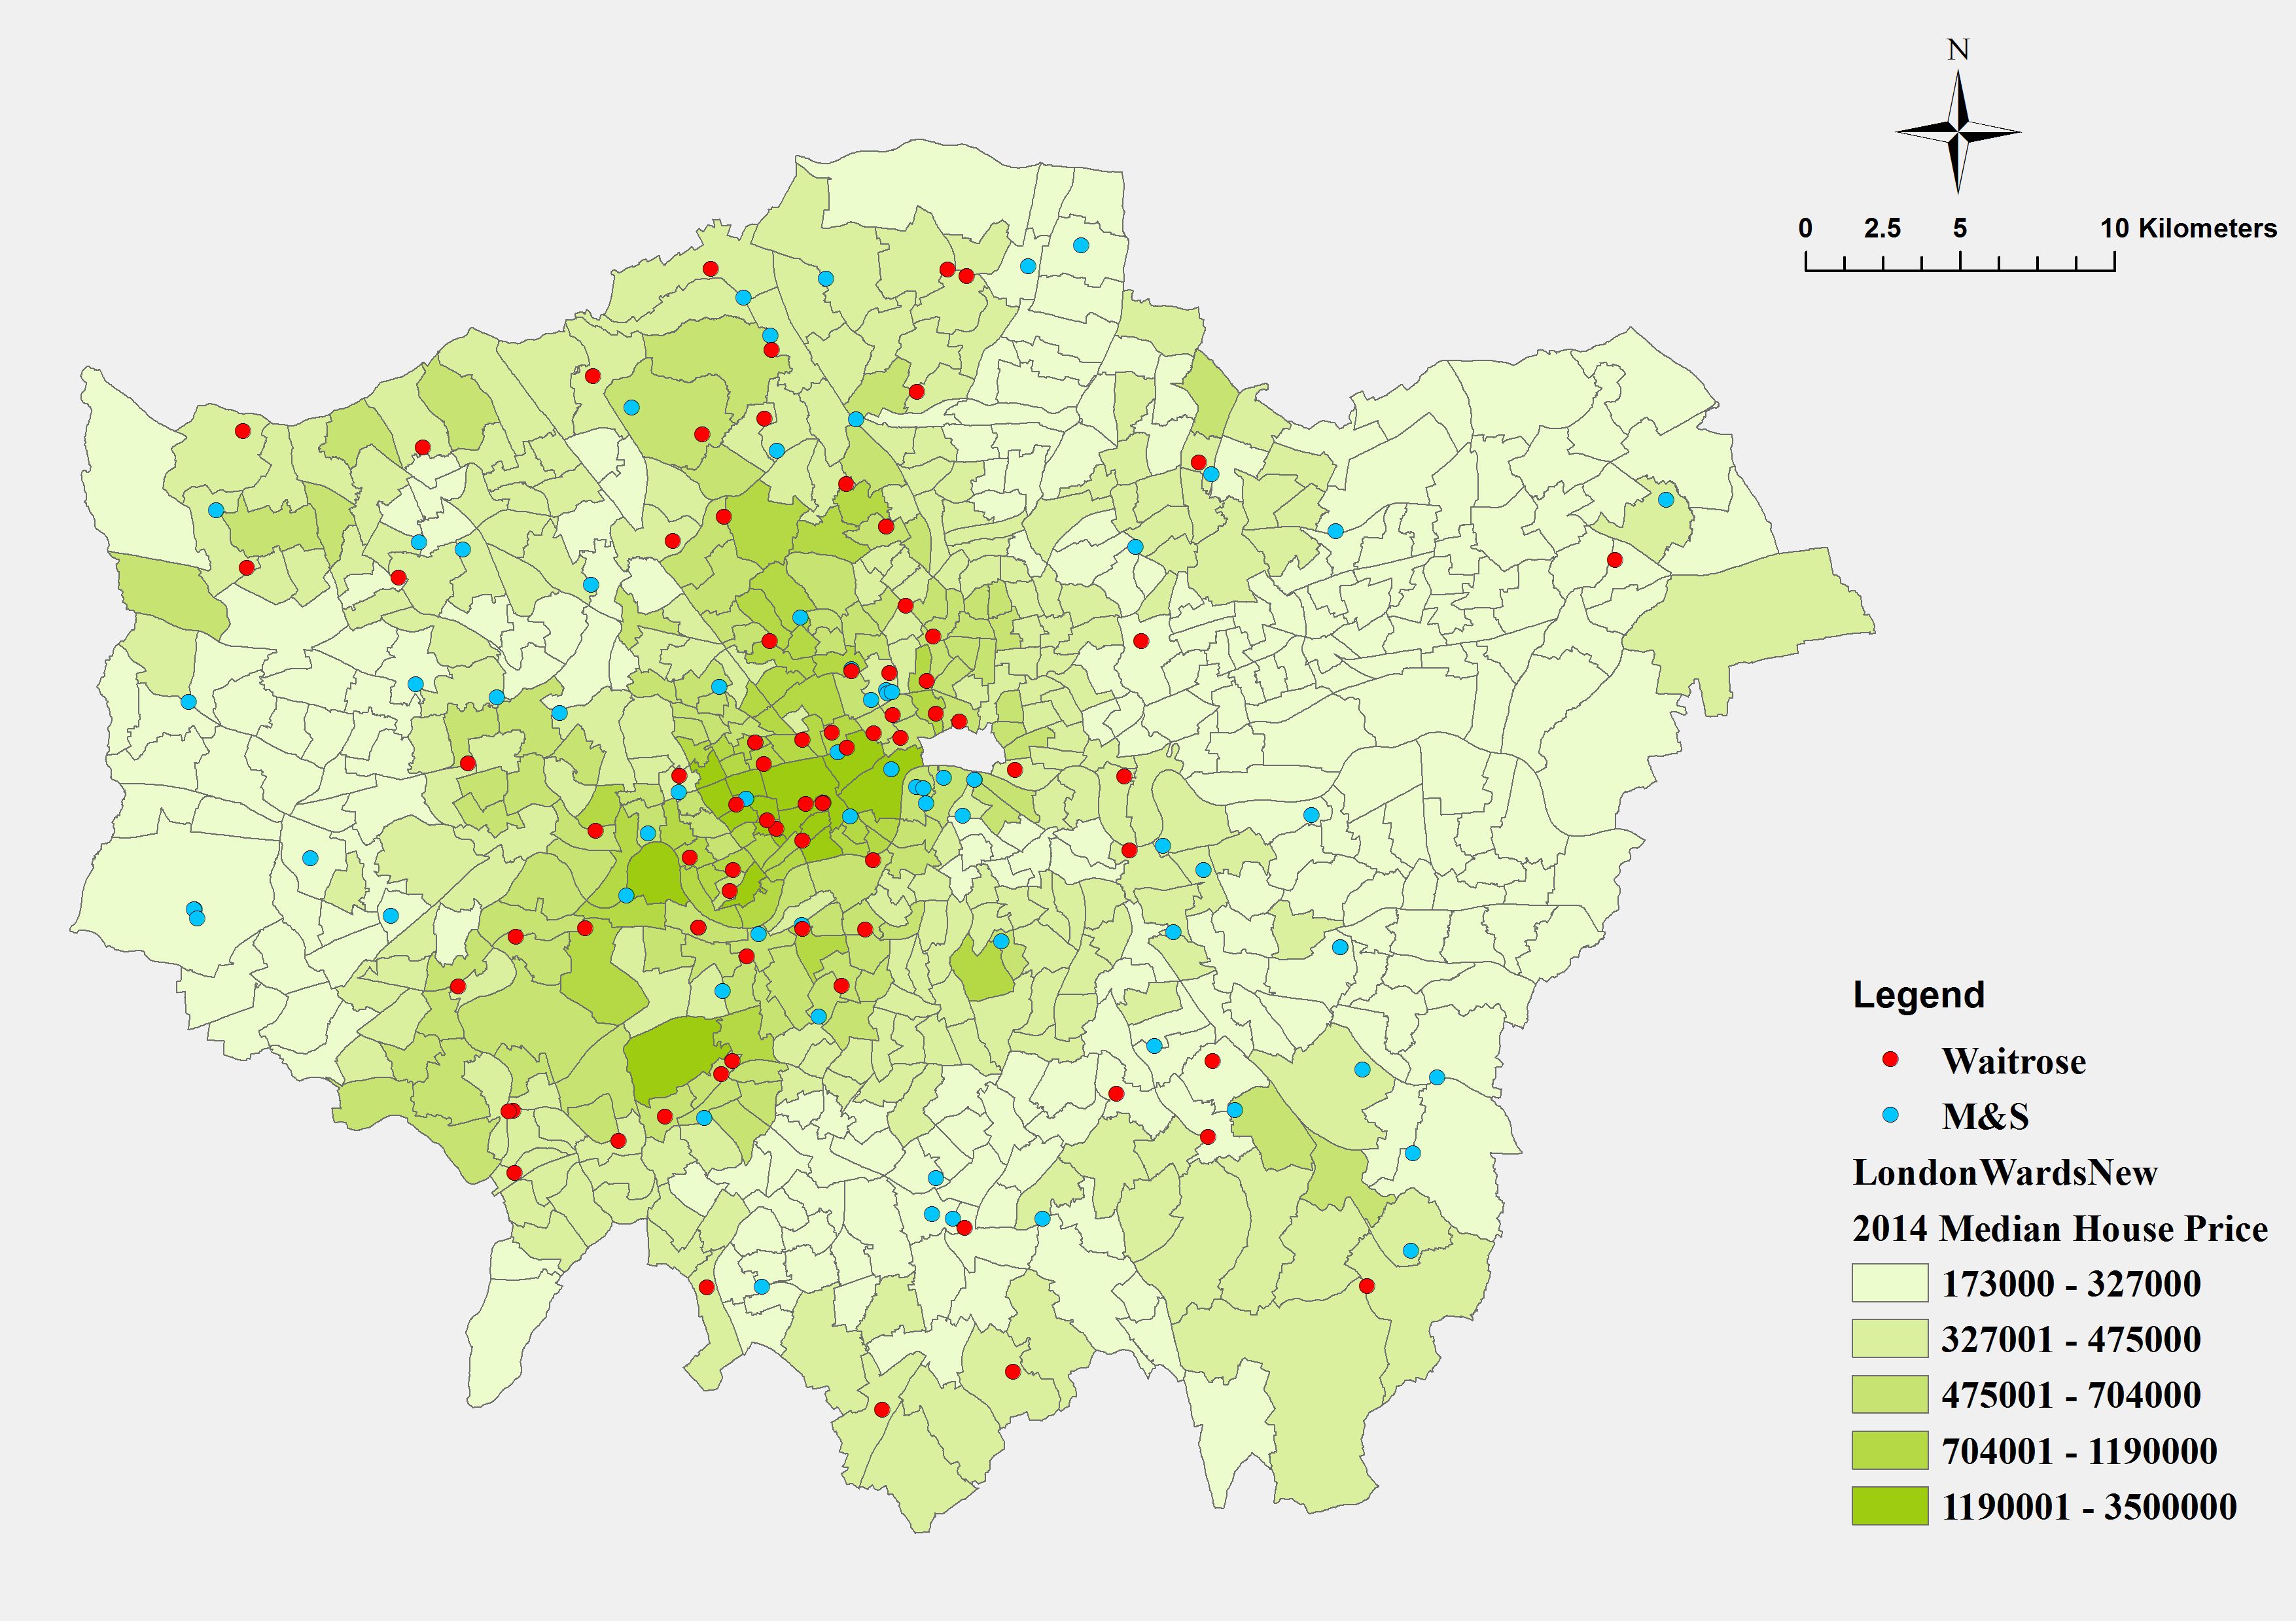 N
0 2.5 5 10 Kilometers
Legend
Waitrose
M&S
LondonWardsNew
2014 Median House Price
173000 - 327000
327001 - 475000
475001 - 704000
704001 - 1190000
1190001 - 3500000